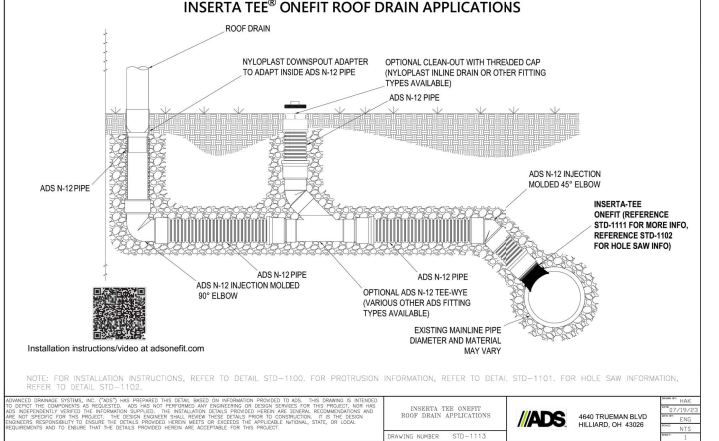 INSERTA TEE® ONEFIT ROOF DRAIN APPLICATIONS
ROOF DRAIN
NYLOPLAST DOWNSPOUT ADAPTER
TO ADAPT INSIDE ADS N-12 PIPE
OPTIONAL CLEAN-OUT WITH THREADED CAP
(NYLOPLAST INLINE DRAIN OR OTHER FITTING
TYPES AVAILABLE)
ADS N-12 PIPE
ADS N-12 PIPE
ADS N-12 INJECTION
MOLDED 45° ELBOW
INSERTA-TEE
ONEFIT (REFERENCE
STD-1111 FOR MORE INFO,
REFERENCE STD-1102
FOR HOLE SAW INFO)
ADS N-12 PIPE
ADS N-12 INJECTION MOLDED
90° ELBOW
ADS N-12 PIPE
OPTIONAL ADS N-12 TEE-WYE
(VARIOUS OTHER ADS FITTING
TYPES AVAILABLE)
EXISTING MAINLINE PIPE
DIAMETER AND MATERIAL
MAY VARY
Installation instructions/video at adsonefit.com
NOTE: FOR INSTALLATION INSTRUCTIONS, REFER TO DETAIL STD-1100. FOR PROTRUSION INFORMATION, REFER TO DETAIL STD-1101. FOR HOLE SAW INFORMATION,
REFER TO DETAIL STD-1102.
ADVANCED DRAINAGE SYSTEMS, INC. ("ADS") HAS PREPARED THIS DETAIL BASED ON INFORMATION PROVIDED TO ADS. THIS DRAWING IS INTENDED
TO DEPICT THE COMPONENTS AS REQUESTED. ADS HAS NOT PERFORMED ANY ENGINEERING OR DESIGN SERVICES FOR THIS PROJECT, NOR HAS
ADS INDEPENDENTLY VERIFIED THE INFORMATION SUPPLIED. THE INSTALLATION DETAILS PROVIDED HEREIN ARE GENERAL RECOMMENDATIONS AND
ARE NOT SPECIFIC FOR THIS PROJECT. THE DESIGN ENGINEER SHALL REVIEW THESE DETAILS PRIOR TO CONSTRUCTION. IT IS THE DESIGN
ENGINEERS RESPONSIBILITY TO ENSURE THE DETAILS PROVIDED HEREIN MEETS OR EXCEEDS THE APPLICABLE NATIONAL, STATE, OR LOCAL
REQUIREMENTS AND TO ENSURE THAT THE DETAILS PROVIDED HEREIN ARE ACCEPTABLE FOR THIS PROJECT.
INSERTA TEE ONEFIT
ROOF DRAIN APPLICATIONS
DRAWING NUMBER STD-1113
ADS
4640 TRUEMAN BLVD
HILLIARD, OH 43026
HAK
07/19/23
ENG
NTS
1